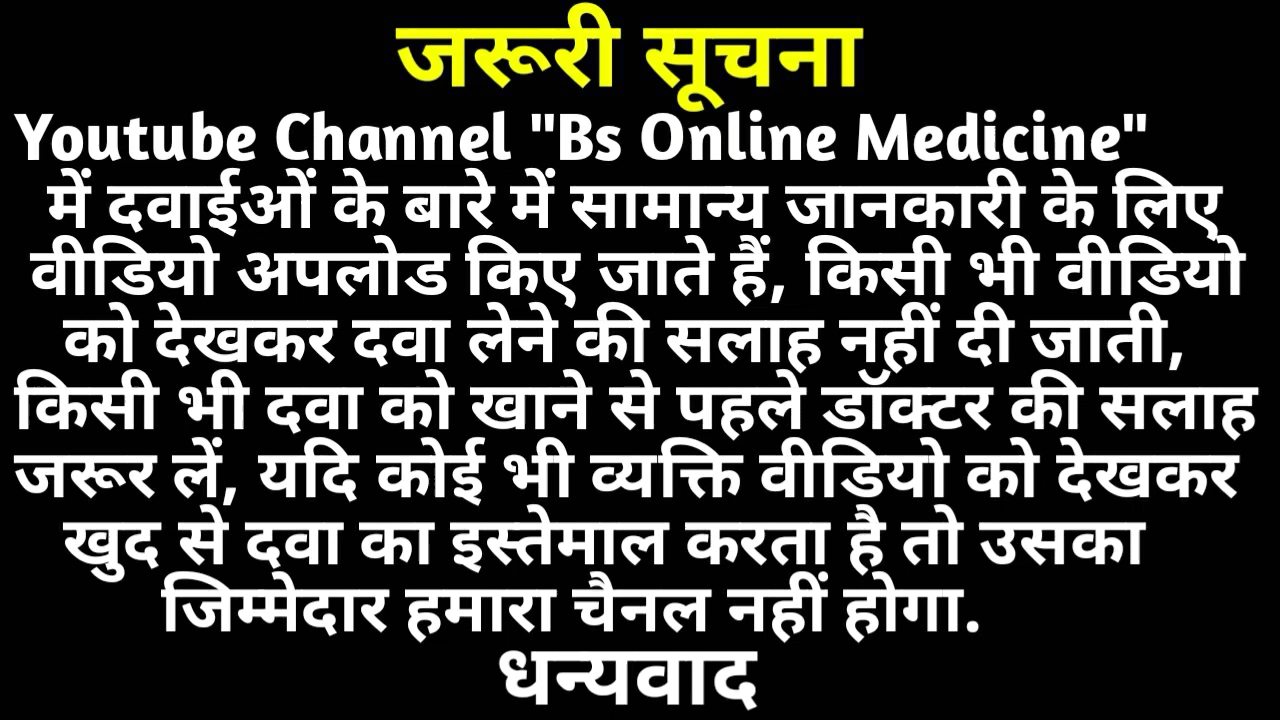 जरूरी सूचना
Youtube Channel "Bs Online Medicine"
में दवाईओं के बारे में सामान्य जानकारी के लिए
वीडियो अपलोड किए जाते हैं, किसी भी वीडियो
को देखकर दवा लेने की सलाह नहीं दी जाती,
किसी भी दवा को खाने से पहले डॉक्टर की सलाह
जरूर लें, यदि कोई भी व्यक्ति वीडियो को देखकर
खुद से दवा का इस्तेमाल करता है तो उसका
जिम्मेदार हमारा चैनल नहीं होगा.
धन्यवाद